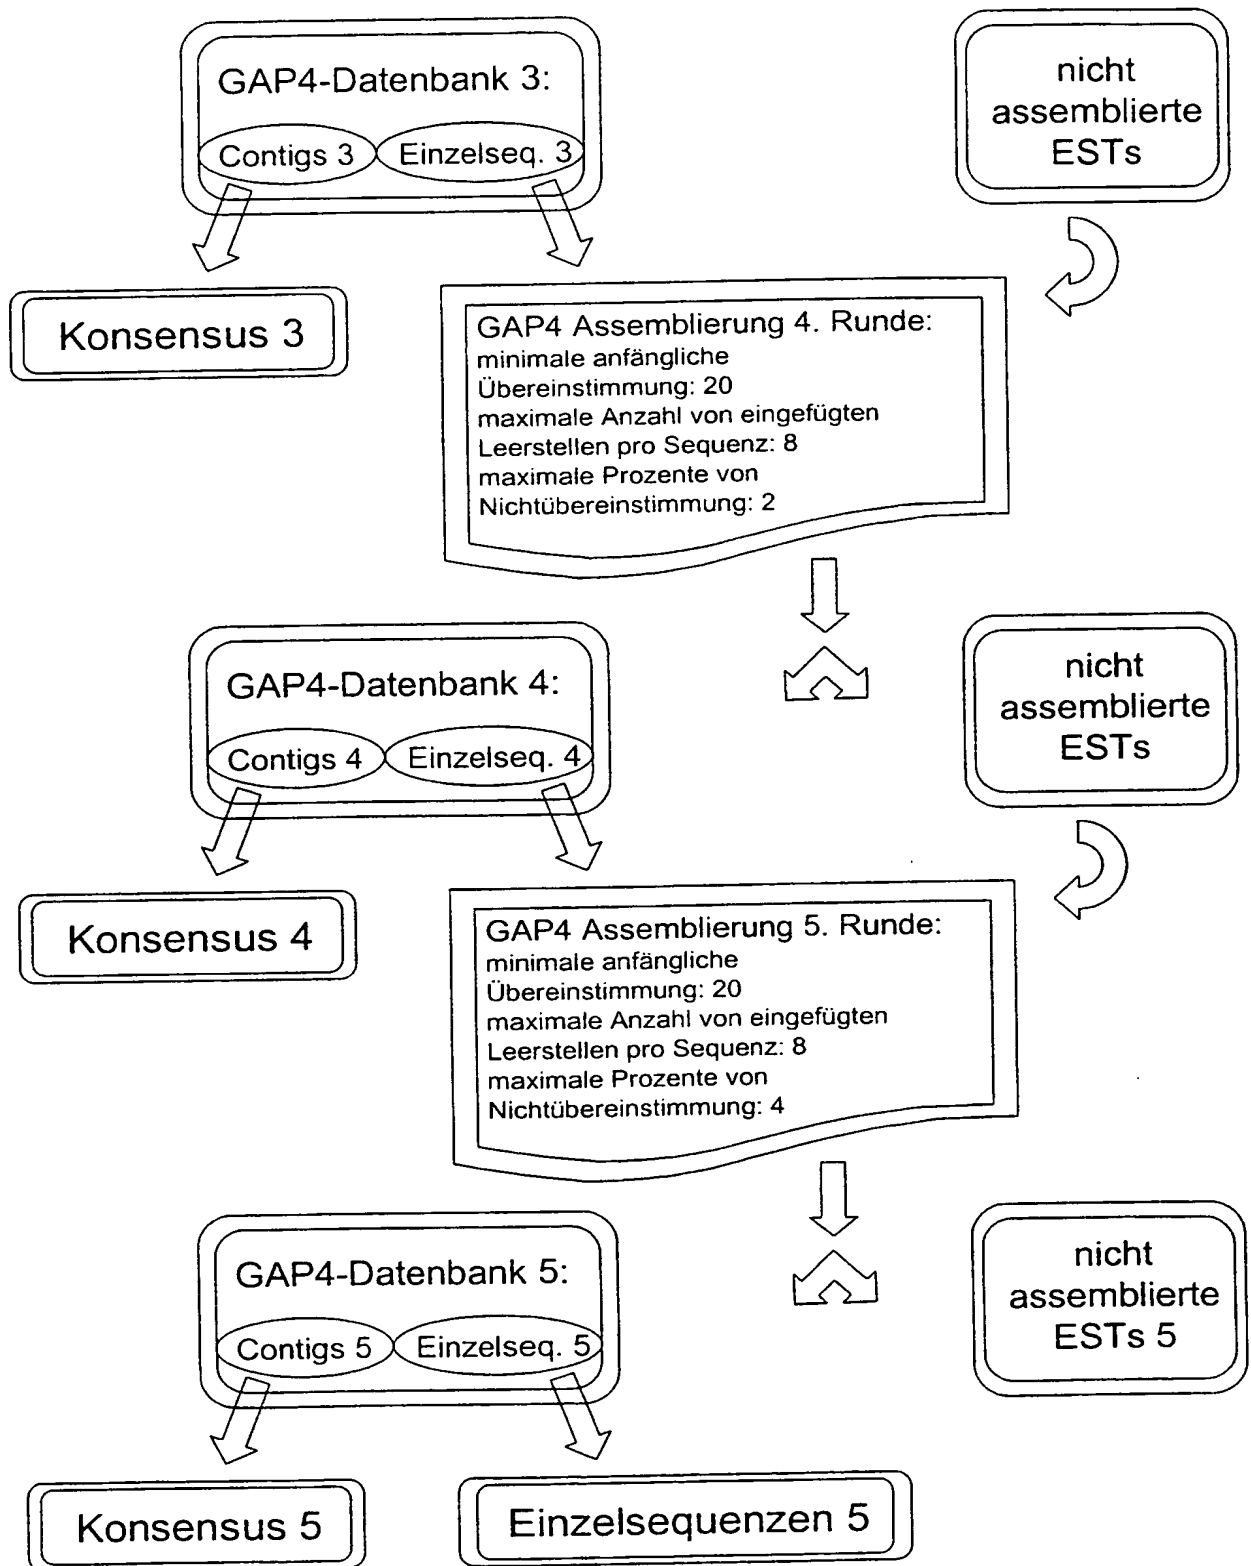 GAP4-Datenbank 3:
Contigs 3
Einzelseq. 3
nicht
assemblierte
ESTs
Konsensus 3
GAP4 Assemblierung 4. Runde:
minimale anfängliche
Übereinstimmung: 20
maximale Anzahl von eingefügten
Leerstellen pro Sequenz: 8
maximale Prozente von
Nichtübereinstimmung: 2
GAP4-Datenbank 4:
Contigs 4
Einzelseq. 4
nicht
assemblierte
ESTs
Konsensus 4
GAP4 Assemblierung 5. Runde:
minimale anfängliche
Übereinstimmung: 20
maximale Anzahl von eingefügten
Leerstellen pro Sequenz: 8
maximale Prozente von
Nichtübereinstimmung: 4
GAP4-Datenbank 5:
Contigs 5
Einzelseq. 5
nicht
assemblierte
ESTs 5
Konsensus 5
Einzelsequenzen 5